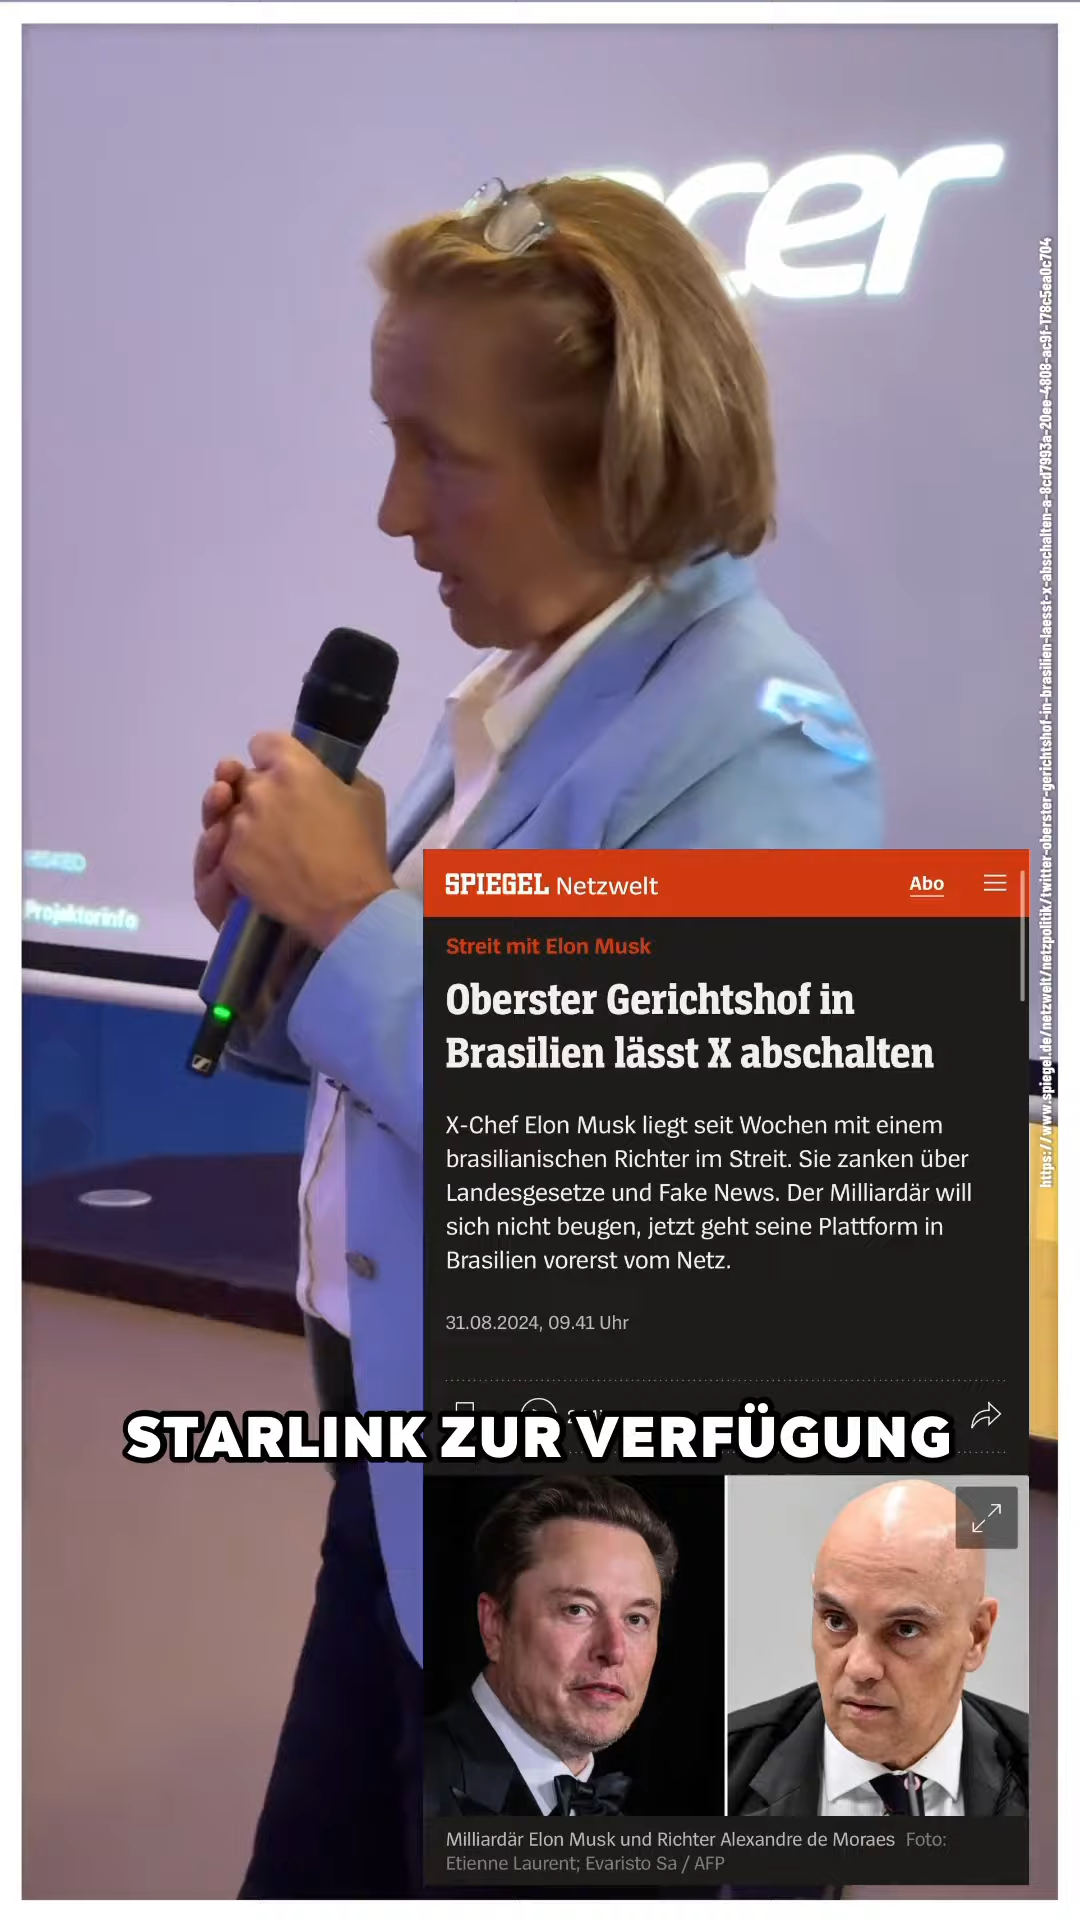 acer
Projektorinfo
SPIEGEL Netzwelt
Abo
Streit mit Elon Musk
Oberster Gerichtshof in
Brasilien lässt X abschalten
X-Chef Elon Musk liegt seit Wochen mit einem
brasilianischen Richter im Streit. Sie zanken über
Landesgesetze und Fake News. Der Milliardär will
sich nicht beugen, jetzt geht seine Plattform in
Brasilien vorerst vom Netz.
31.08.2024, 09.41 Uhr
STARLINK ZUR VERFÜGUNG
Milliardär Elon Musk und Richter Alexandre de Moraes Foto:
Etienne Laurent; Evaristo Sa / AFP
https://www.spiegel.de/netzwelt/netzpolitik/twitter-oberster-gerichtshof-in-brasilien-laesst-x-abschalten-a-8cd7993a-20ee-4808-ac9f-178c5ea0c704